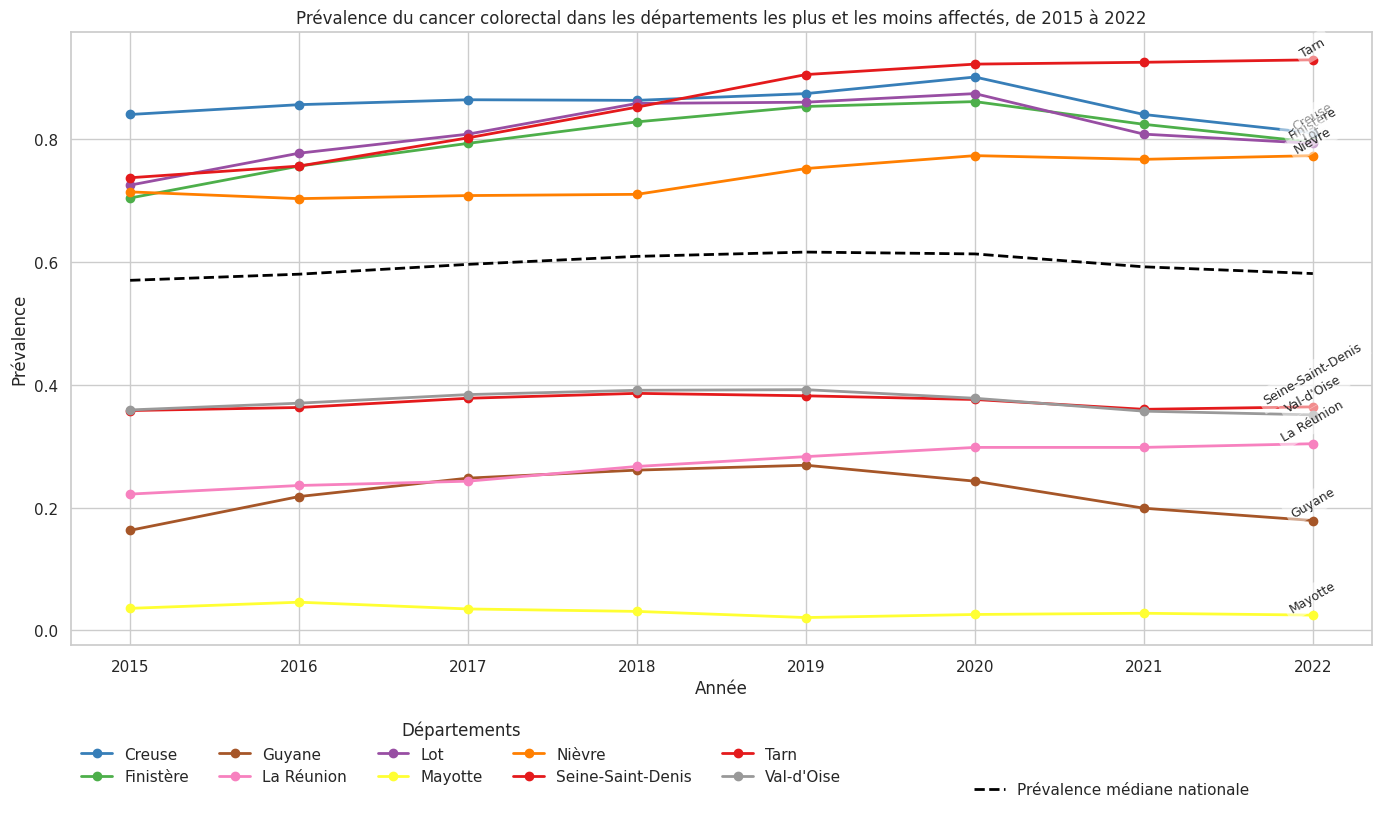 Prévalence du cancer colorectal dans les départements les plus et les moins affectés, de 2015 à 2022
Prévalence
0.8
0.6
0.4
0.2
0.0
Tarn
Creuse
Finistère
Lot
Nièvre
Seine-Saint-Denis
Val-d'Oise
La Réunion
Guyane
Mayotte
2015 2016 2017 2018 2019 2020 2021 2022
Année
Départements
Creuse Guyane Lot Nièvre Tarn
Finistère La Réunion Mayotte Seine-Saint-Denis Val-d'Oise
Prévalence médiane nationale